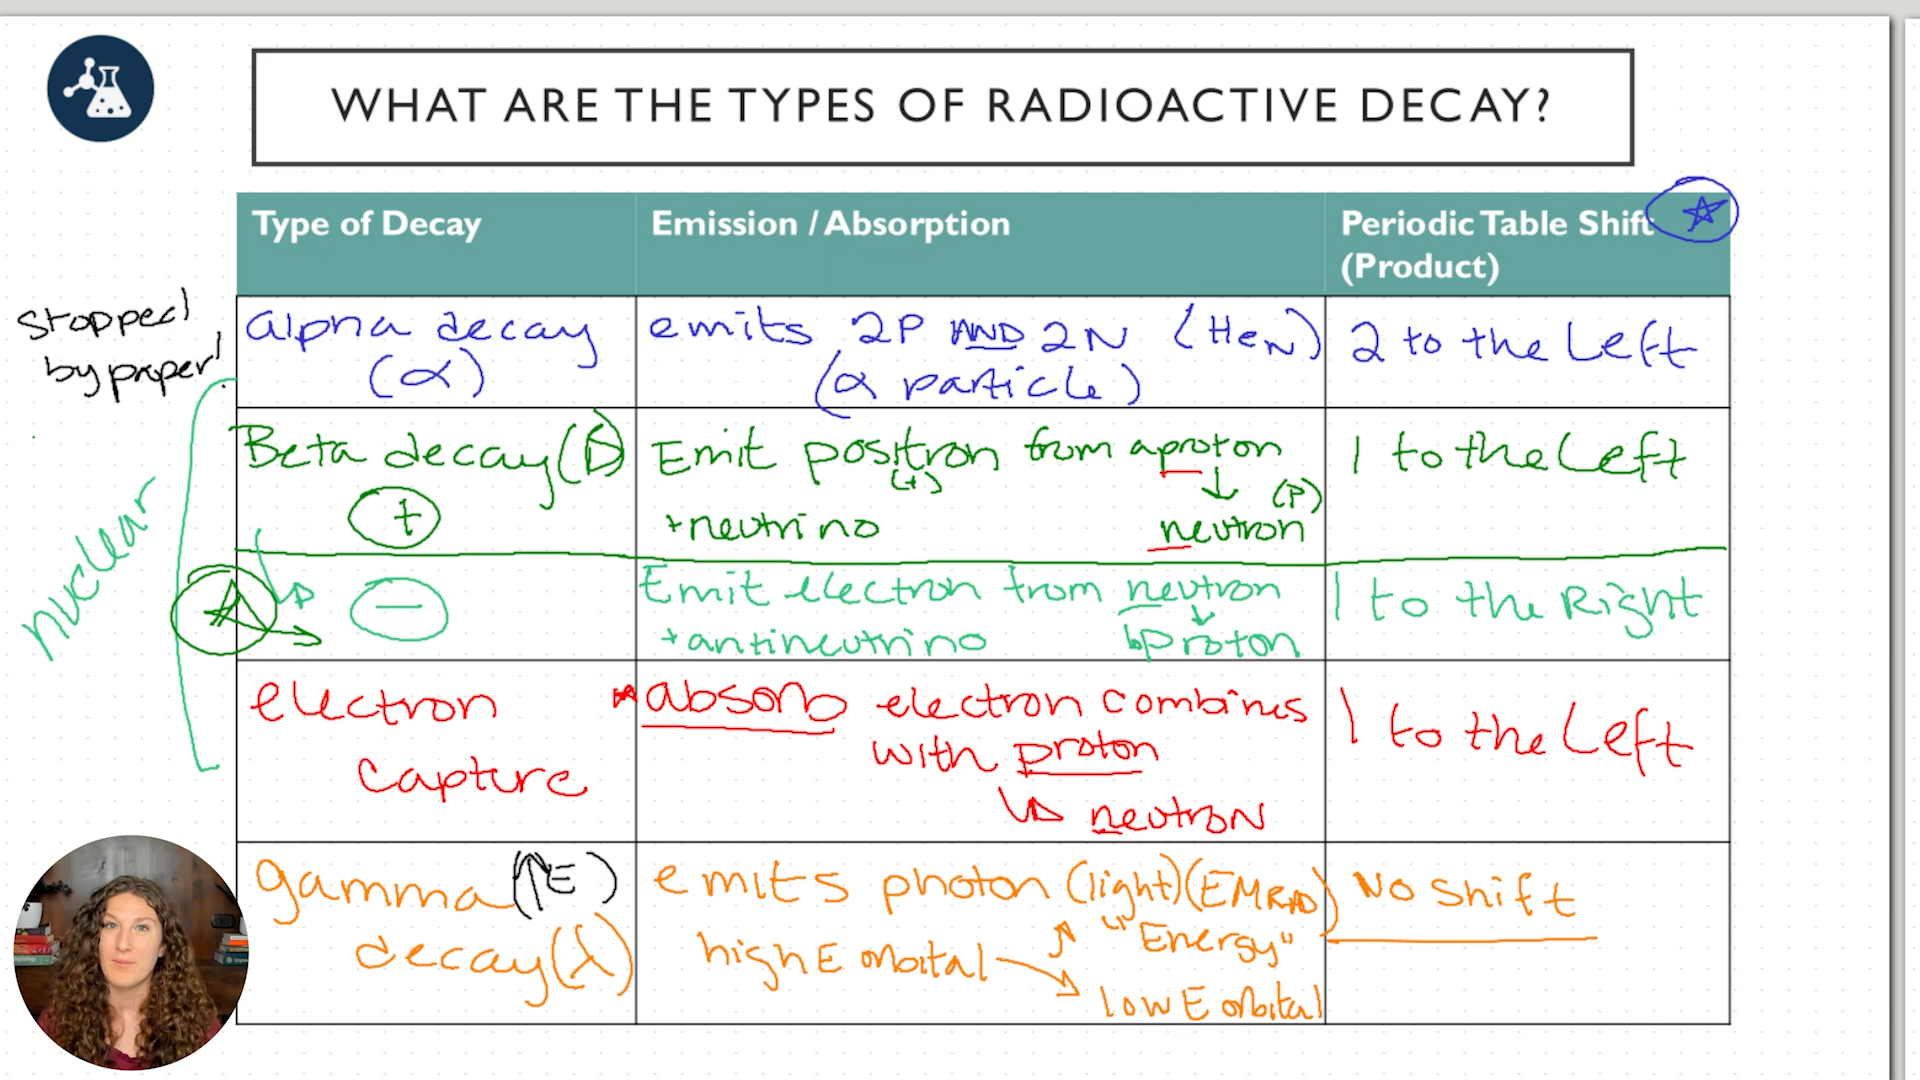 WHAT ARE THE TYPES OF RADIOACTIVE DECAY?
Type of Decay
Emission / Absorption
Periodic Table Shift
(Product)
stopped
by paper!
nuclear
alpha decay
(α)
emits 2P AND 2N (HeN)
(α particle)
2 to the Left
Beta decay (β)
+
Emit positron from a proton
(+)
↓ (P)
+neutrino neutron
1 to the Left
−
Emit electron from neutron
+antineutrino ↳ Proton
1 to the Right
electron
capture
*absorb electron combines
with proton
↳ neutron
1 to the Left
gamma (↑E)
decay (λ)
emits photon (light) (EMRAD)
"Energy"
high E orbital
low E orbital
No shift